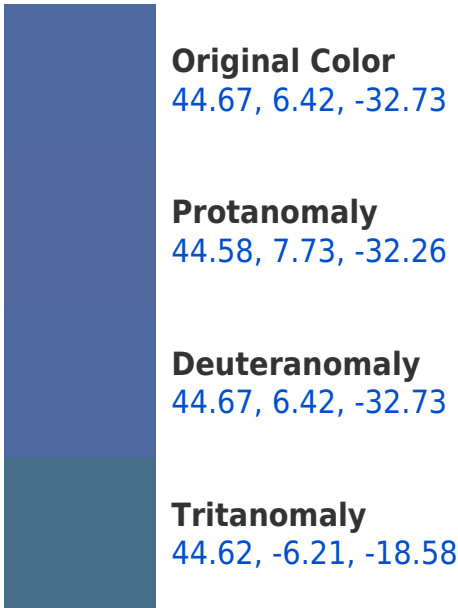 Original Color
44.67, 6.42, -32.73
Protanomaly
44.58, 7.73, -32.26
Deuteranomaly
44.67, 6.42, -32.73
Tritanomaly
44.62, -6.21, -18.58